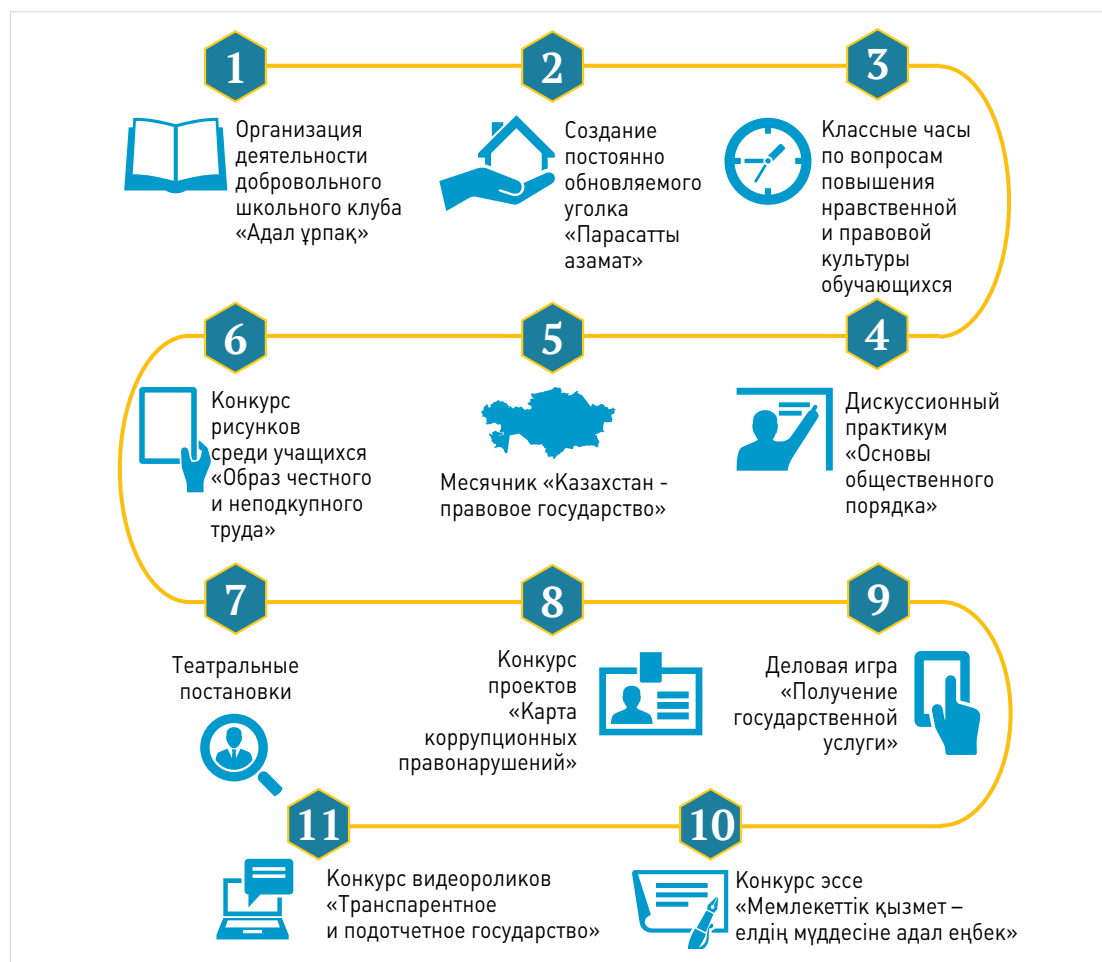 1
Организация
деятельности
добровольного
школьного клуба
«Адал ұрпақ»
2
Создание
постоянно
обновляемого
уголка
«Парасатты
азамат»
3
Классные часы
по вопросам
повышения
нравственной
и правовой
культуры
обучающихся
4
Дискуссионный
практикум
«Основы
общественного
порядка»
5
Месячник «Казахстан -
правовое государство»
6
Конкурс
рисунков
среди учащихся
«Образ честного
и неподкупного
труда»
7
Театральные
постановки
8
Конкурс
проектов
«Карта
коррупционных
правонарушений»
9
Деловая игра
«Получение
государственной
услуги»
10
Конкурс эссе
«Мемлекеттік қызмет –
елдің мүддесіне адал еңбек»
11
Конкурс видеороликов
«Транспарентное
и подотчетное государство»